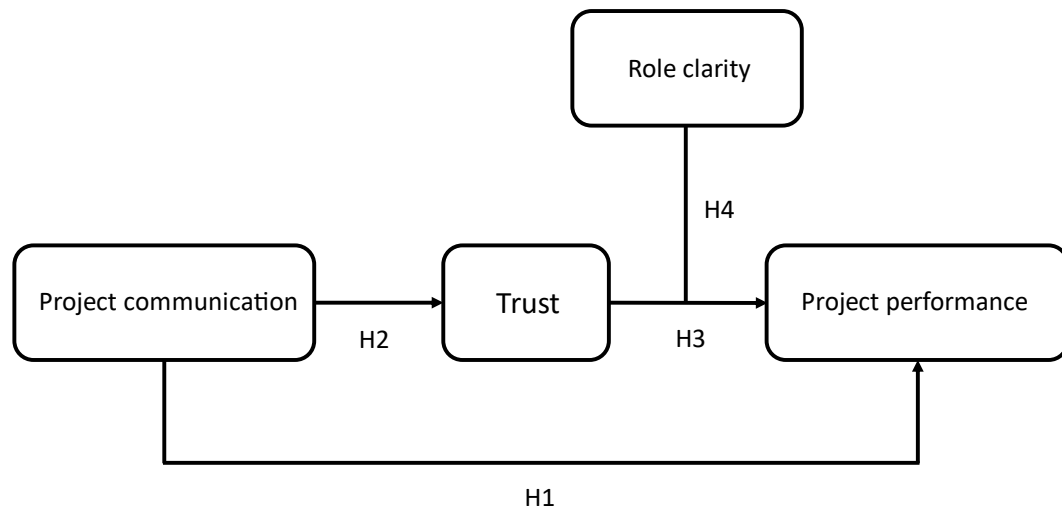 Role clarity
H4
Project communication
Trust
Project performance
H2
H3
H1